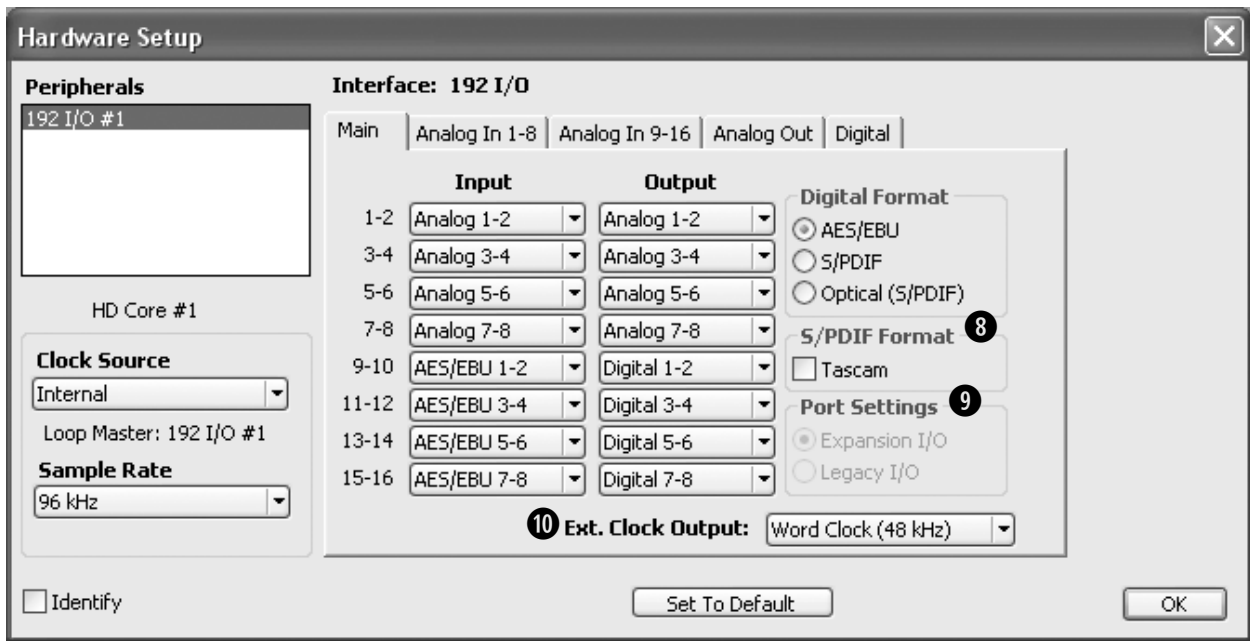 Hardware Setup
Peripherals
192 I/O #1
HD Core #1
Clock Source
Internal
Loop Master: 192 I/O #1
Sample Rate
96 kHz
Identify
Interface: 192 I/O
Main
Analog In 1-8
Analog In 9-16
Analog Out
Digital
Input Output
1-2 Analog 1-2 Analog 1-2
3-4 Analog 3-4 Analog 3-4
5-6 Analog 5-6 Analog 5-6
7-8 Analog 7-8 Analog 7-8
9-10 AES/EBU 1-2 Digital 1-2
11-12 AES/EBU 3-4 Digital 3-4
13-14 AES/EBU 5-6 Digital 5-6
15-16 AES/EBU 7-8 Digital 7-8
Digital Format
AES/EBU
S/PDIF
Optical (S/PDIF)
S/PDIF Format 8
Tascam
Port Settings 9
Expansion I/O
Legacy I/O
10 Ext. Clock Output: Word Clock (48 kHz)
Set To Default
OK